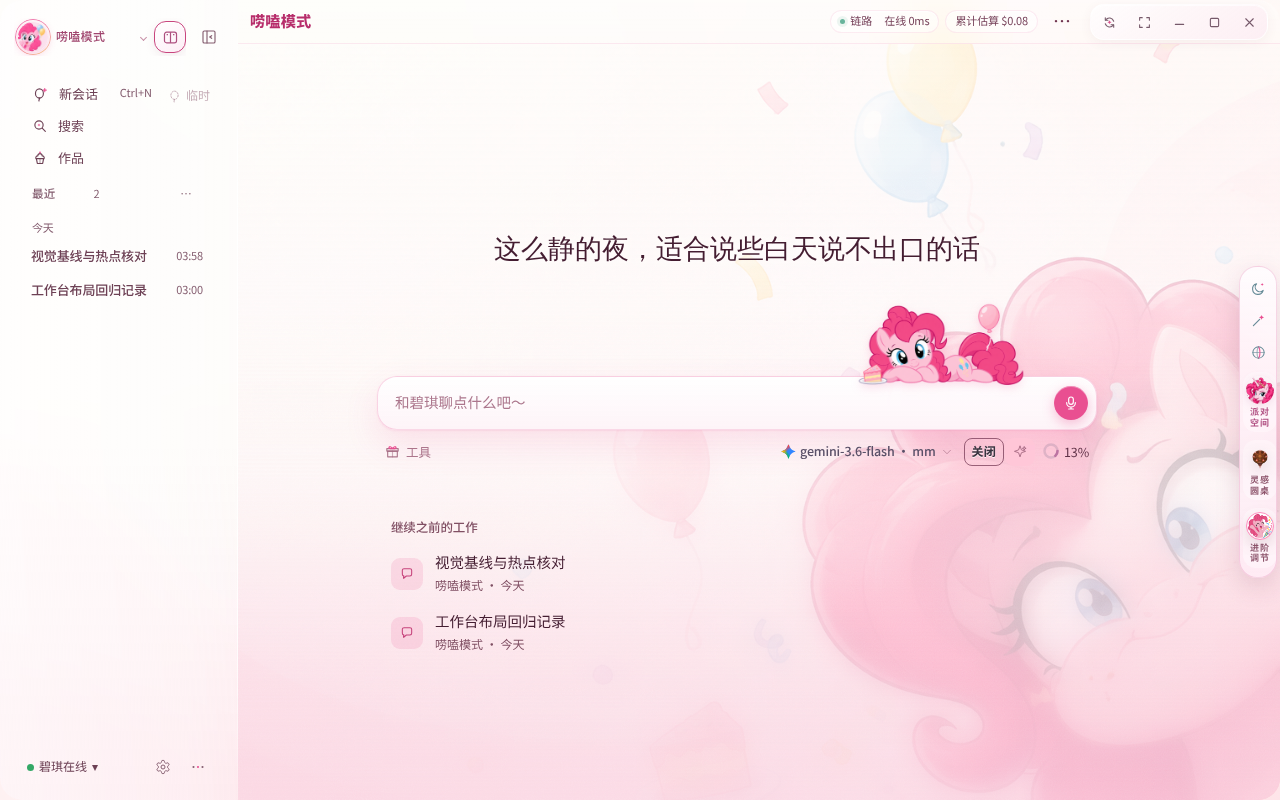 唠嗑模式
唠嗑模式
链路 在线 0ms
累计估算 $0.08
新会话 Ctrl+N 临时
搜索
作品
最近 2
今天
视觉基线与热点核对 03:58
工作台布局回归记录 03:00
这么静的夜，适合说些白天说不出口的话
和碧琪聊点什么吧～
工具
gemini-3.6-flash • mm
关闭
13%
继续之前的工作
视觉基线与热点核对
唠嗑模式 • 今天
工作台布局回归记录
唠嗑模式 • 今天
派对
空间
灵感
圆桌
进阶
调节
碧琪在线